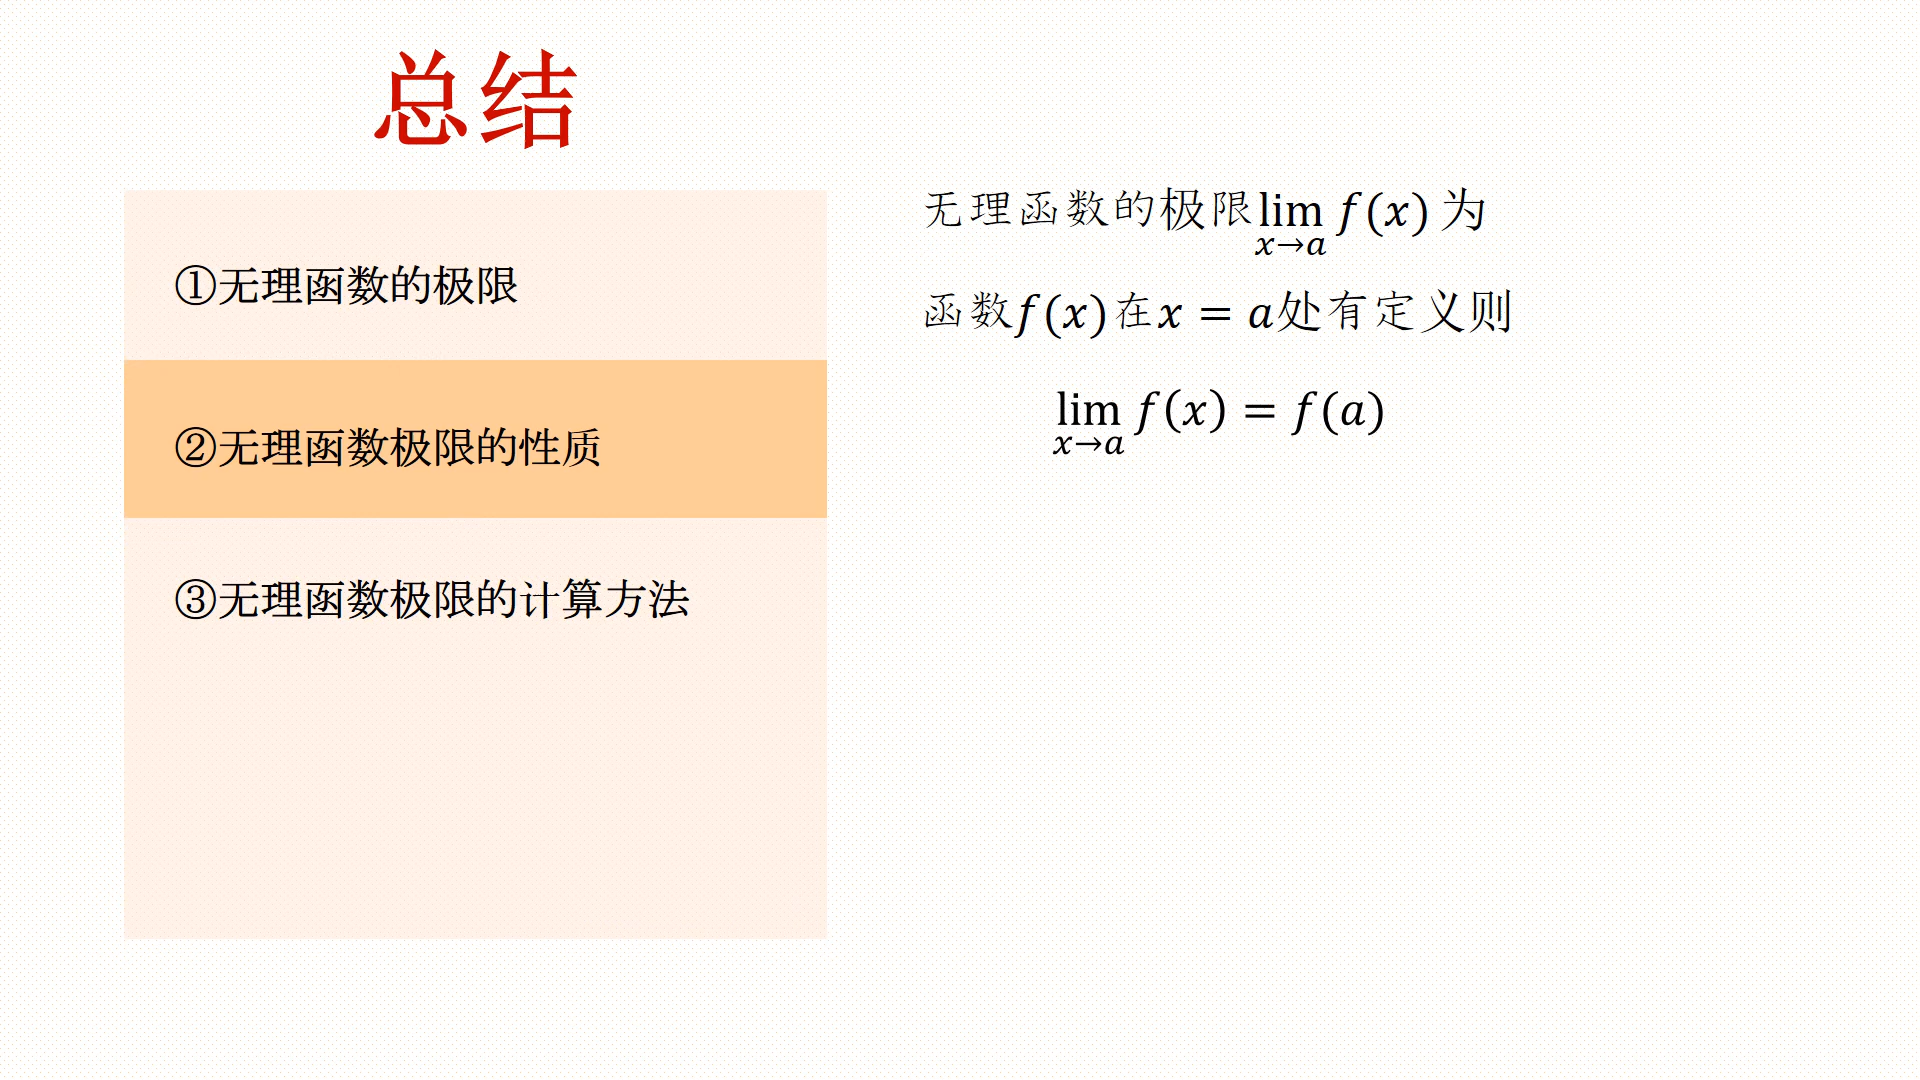 总结
①无理函数的极限
②无理函数极限的性质
③无理函数极限的计算方法
无理函数的极限 lim x→a f(x) 为
函数f(x)在x = a处有定义则
lim x→a f(x) = f(a)